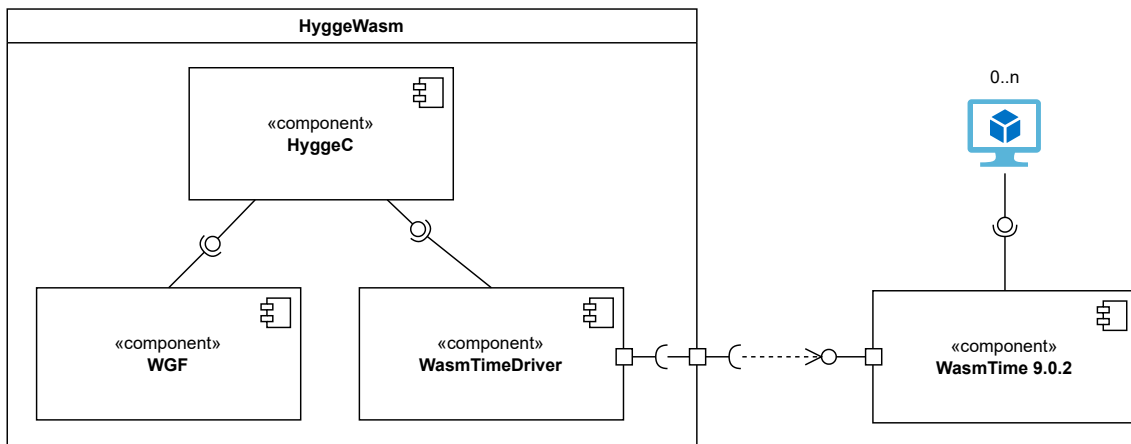 HyggeWasm
«component»
HyggeC
0..n
«component»
WGF
«component»
WasmTimeDriver
«component»
WasmTime 9.0.2